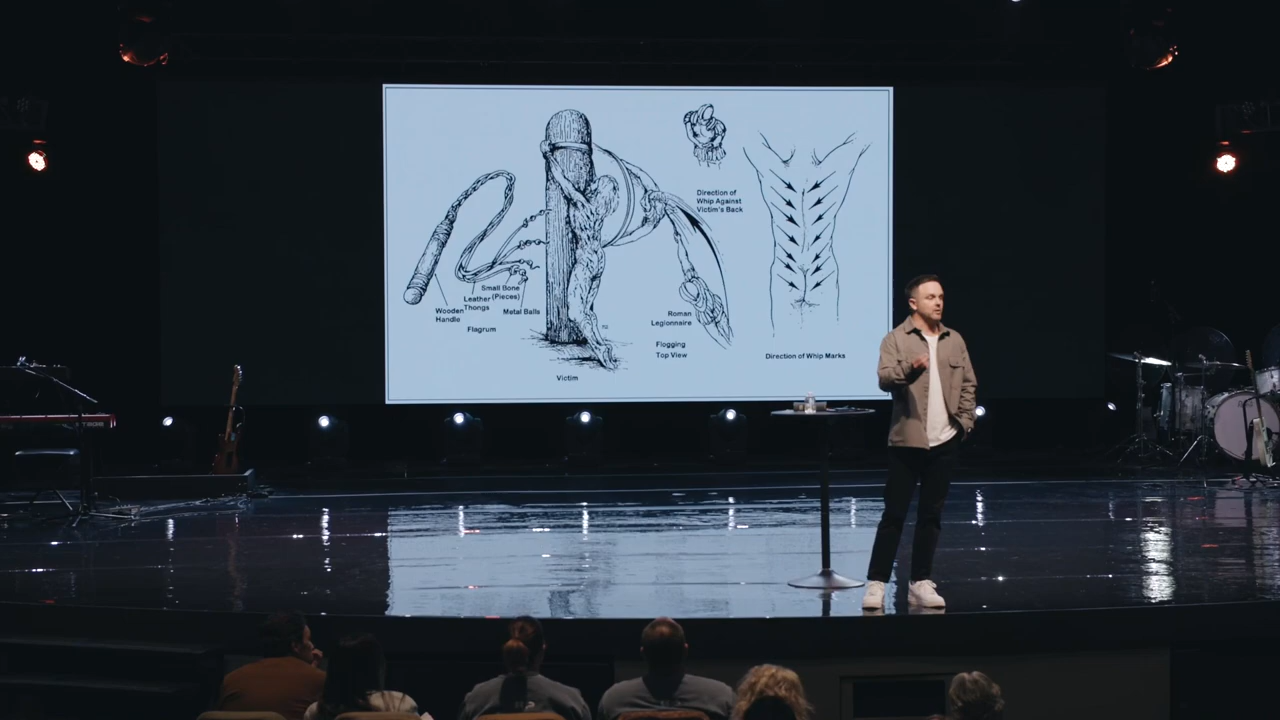 Direction of
Whip Against
Victim's Back
Small Bone
(Pieces)
Leather
Thongs
Wooden
Handle
Metal Balls
Flagrum
Roman
Legionnaire
Flogging
Top View
Direction of Whip Marks
Victim